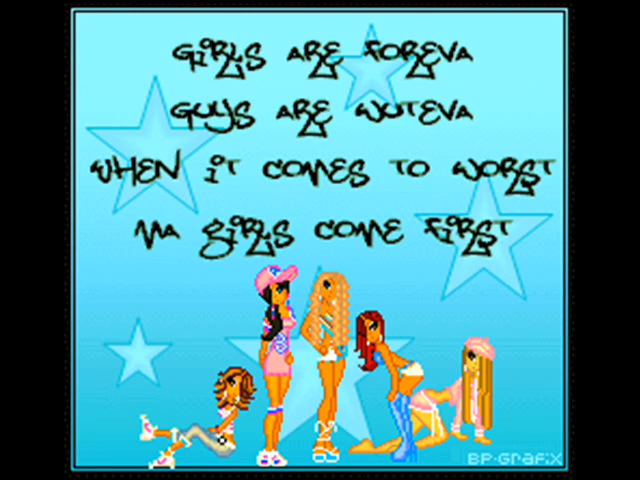 GiRLS ARE FOREVA
GUYS ARE WUTEVA
WHEN iT COMES TO WORST
MA GiRLS COME FiRST
BP·Grafix